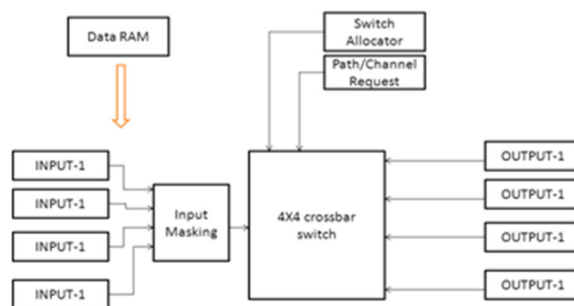 Data RAM
Switch
Allocator
Path/Channel
Request
INPUT-1
INPUT-1
INPUT-1
INPUT-1
Input
Masking
4X4 crossbar
switch
OUTPUT-1
OUTPUT-1
OUTPUT-1
OUTPUT-1